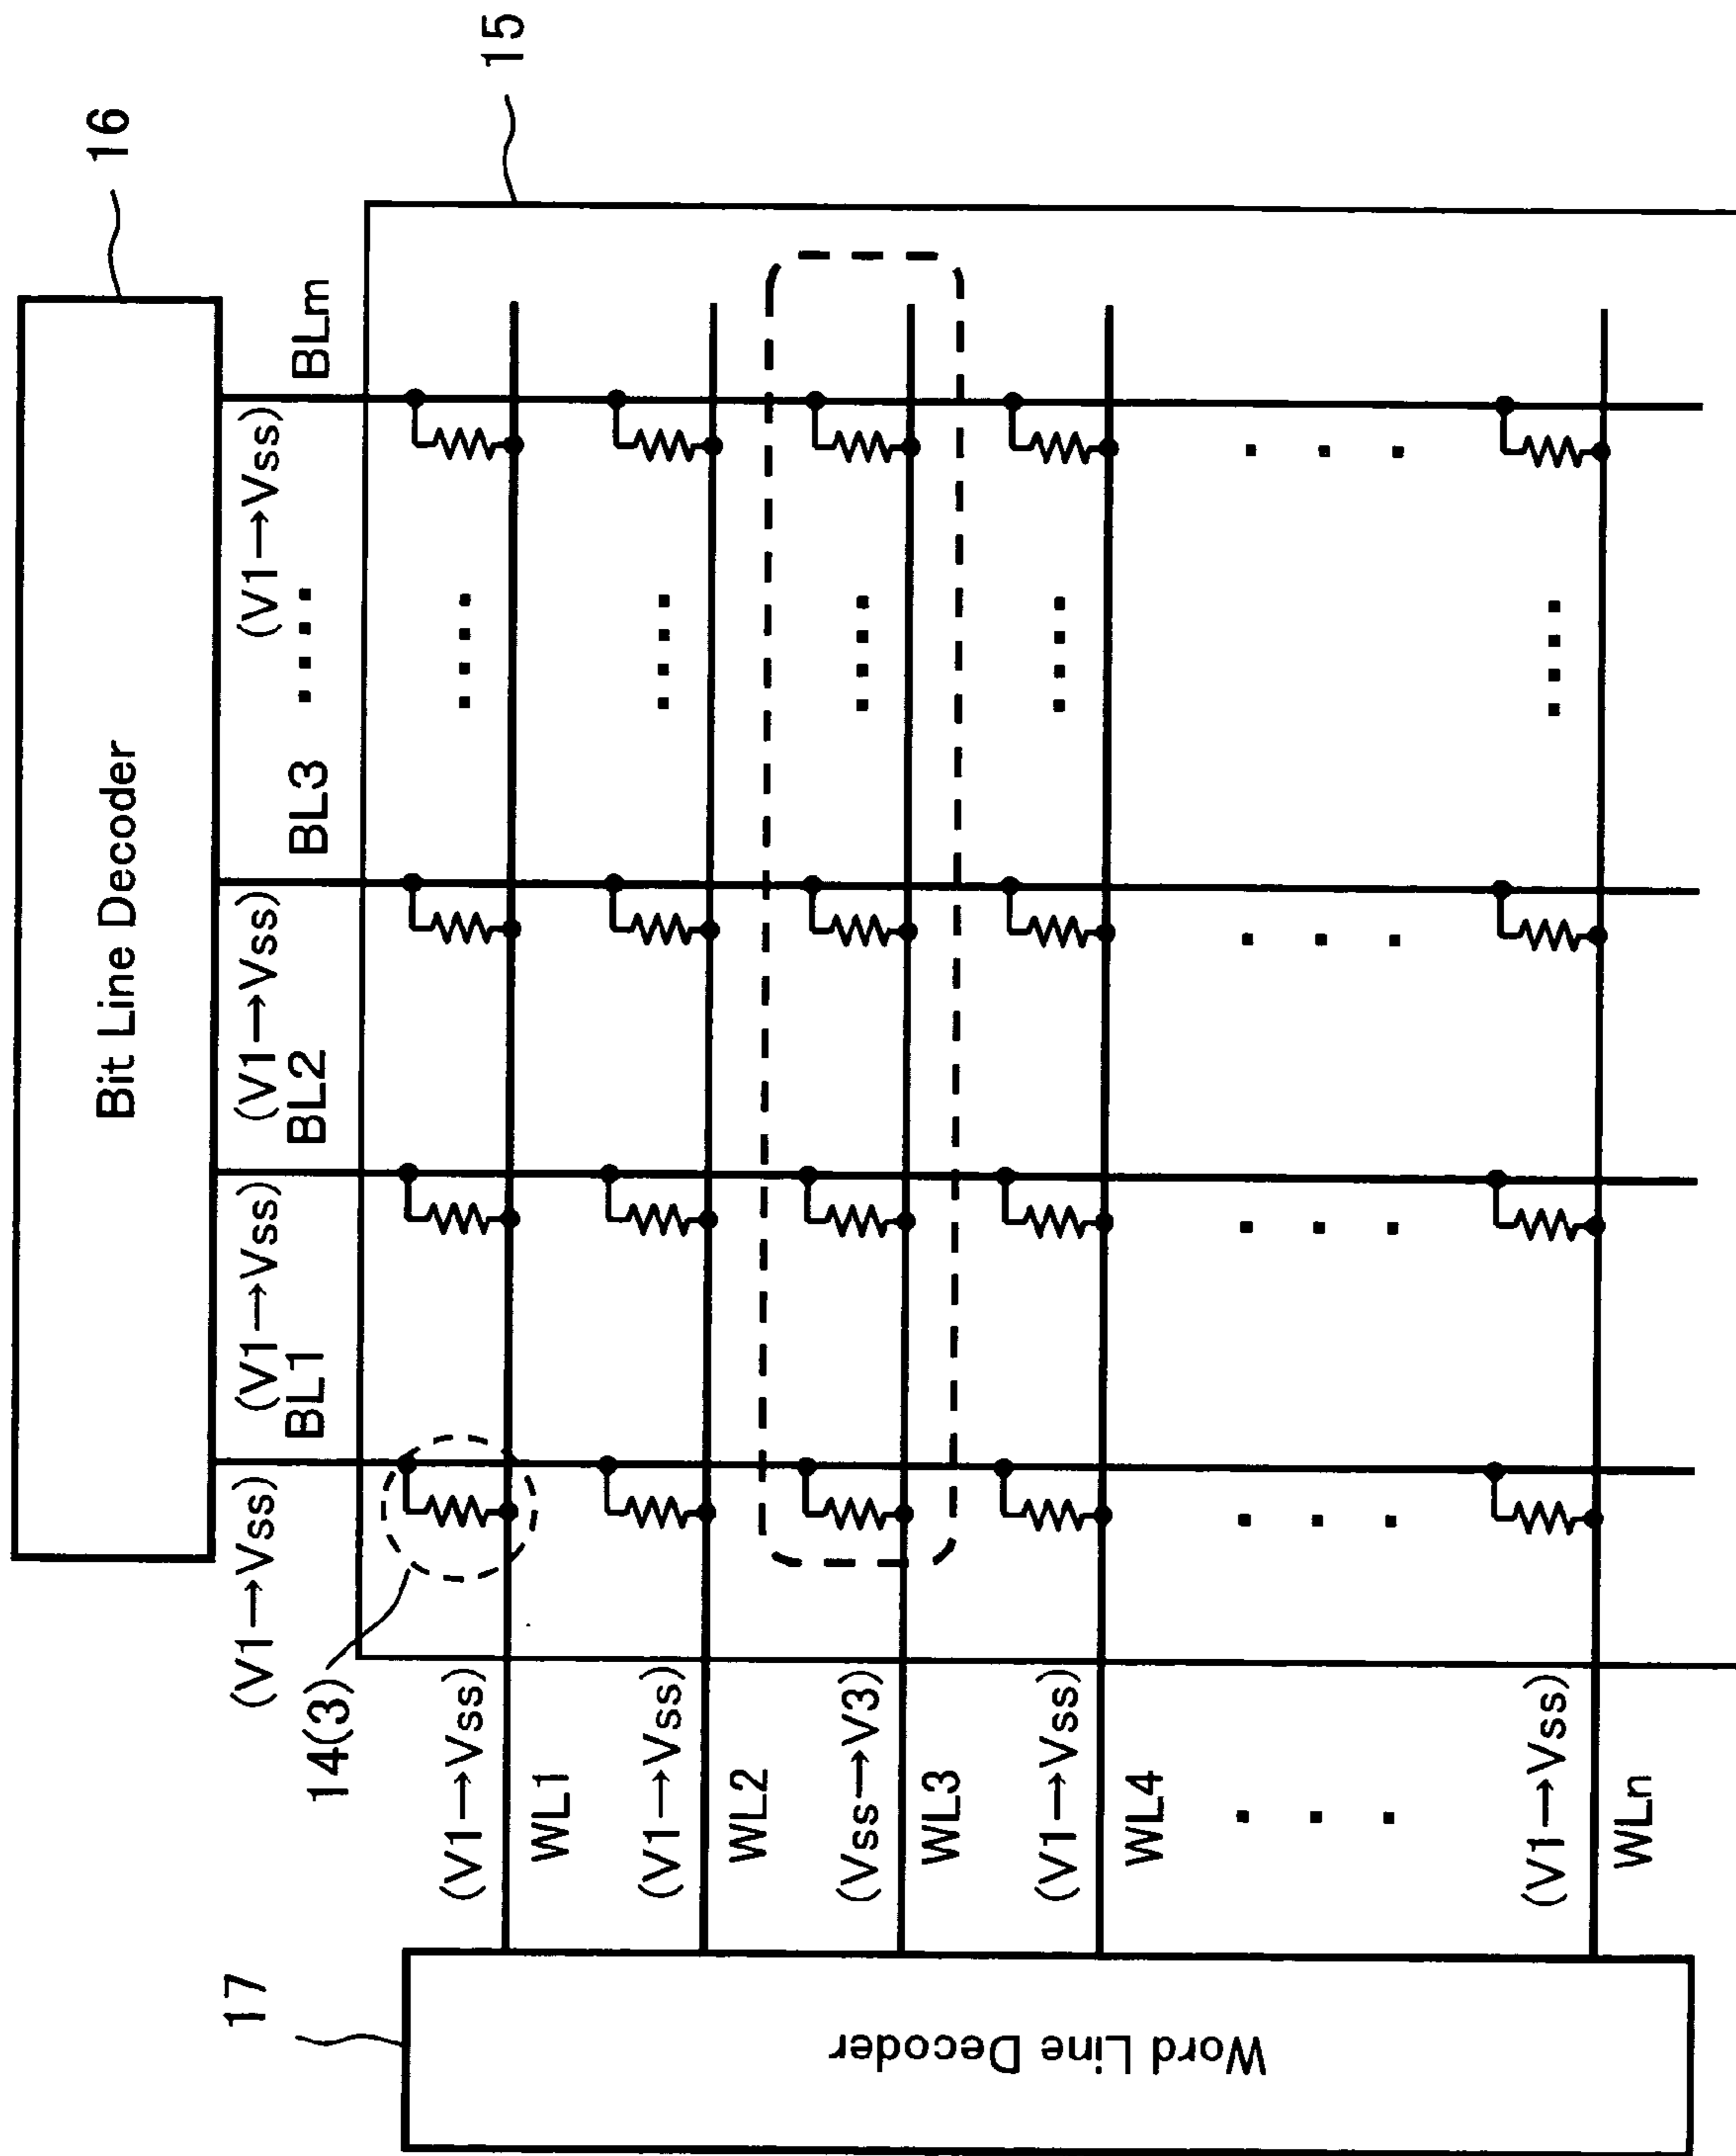 16
Bit Line Decoder
15
(V1→Vss)
(V1→Vss)
(V1→Vss)
(V1→Vss)
BL1
BL2
BL3
BLm
14(3)
17
Word Line Decoder
(V1→Vss)
WL1
(V1→Vss)
WL2
(Vss→V3)
WL3
(V1→Vss)
WL4
(V1→Vss)
WLn